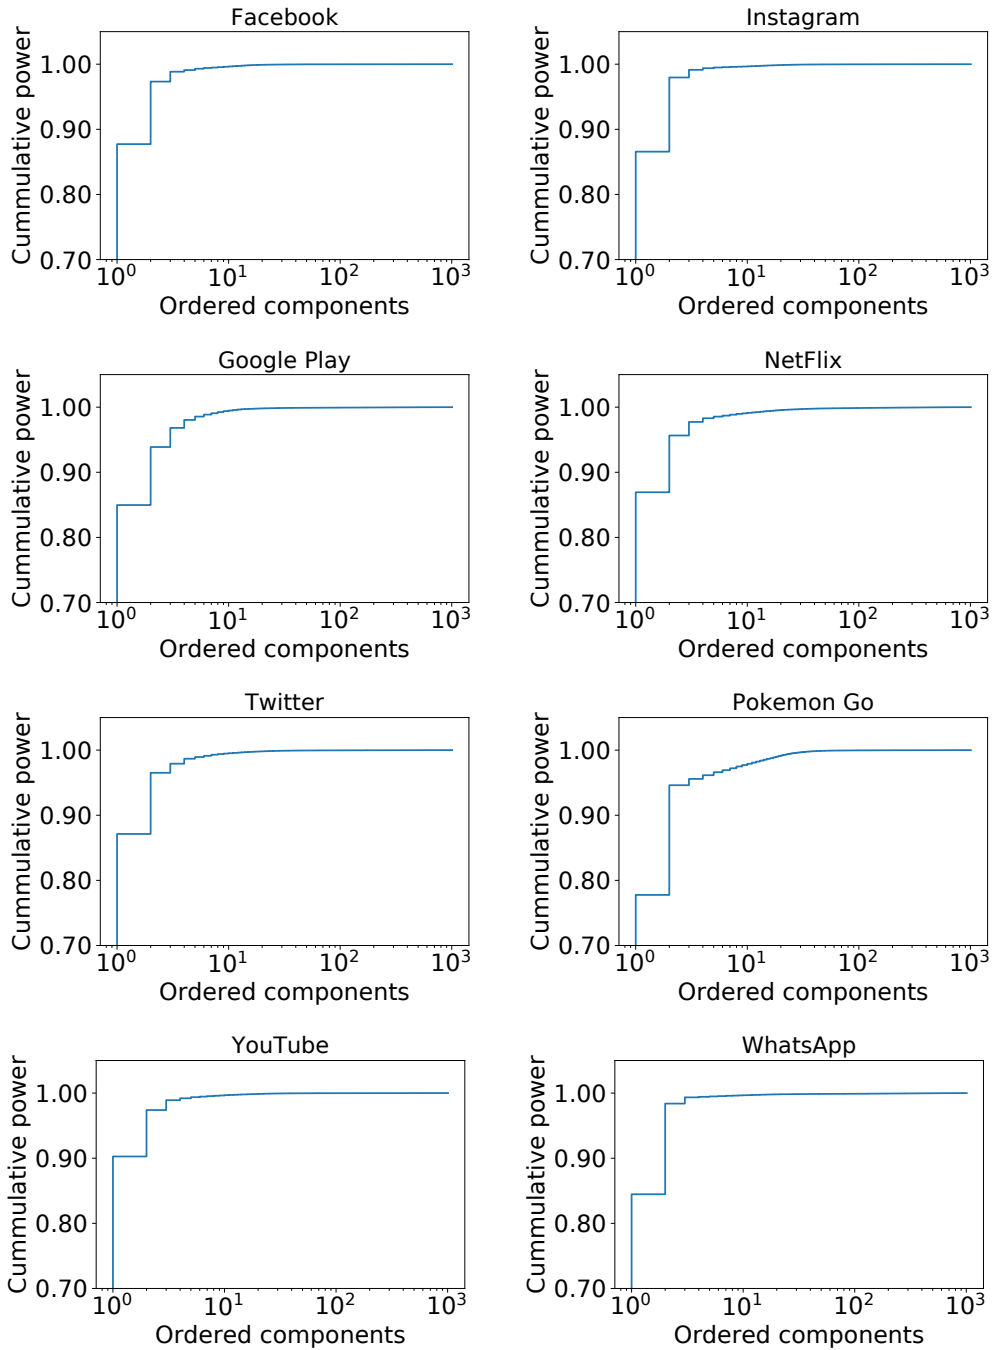 Facebook
Cummulative power
1.00
0.90
0.80
0.70
10^0 10^1 10^2 10^3
Ordered components
Instagram
Cummulative power
1.00
0.90
0.80
0.70
10^0 10^1 10^2 10^3
Ordered components
Google Play
Cummulative power
1.00
0.90
0.80
0.70
10^0 10^1 10^2 10^3
Ordered components
NetFlix
Cummulative power
1.00
0.90
0.80
0.70
10^0 10^1 10^2 10^3
Ordered components
Twitter
Cummulative power
1.00
0.90
0.80
0.70
10^0 10^1 10^2 10^3
Ordered components
Pokemon Go
Cummulative power
1.00
0.90
0.80
0.70
10^0 10^1 10^2 10^3
Ordered components
YouTube
Cummulative power
1.00
0.90
0.80
0.70
10^0 10^1 10^2 10^3
Ordered components
WhatsApp
Cummulative power
1.00
0.90
0.80
0.70
10^0 10^1 10^2 10^3
Ordered components